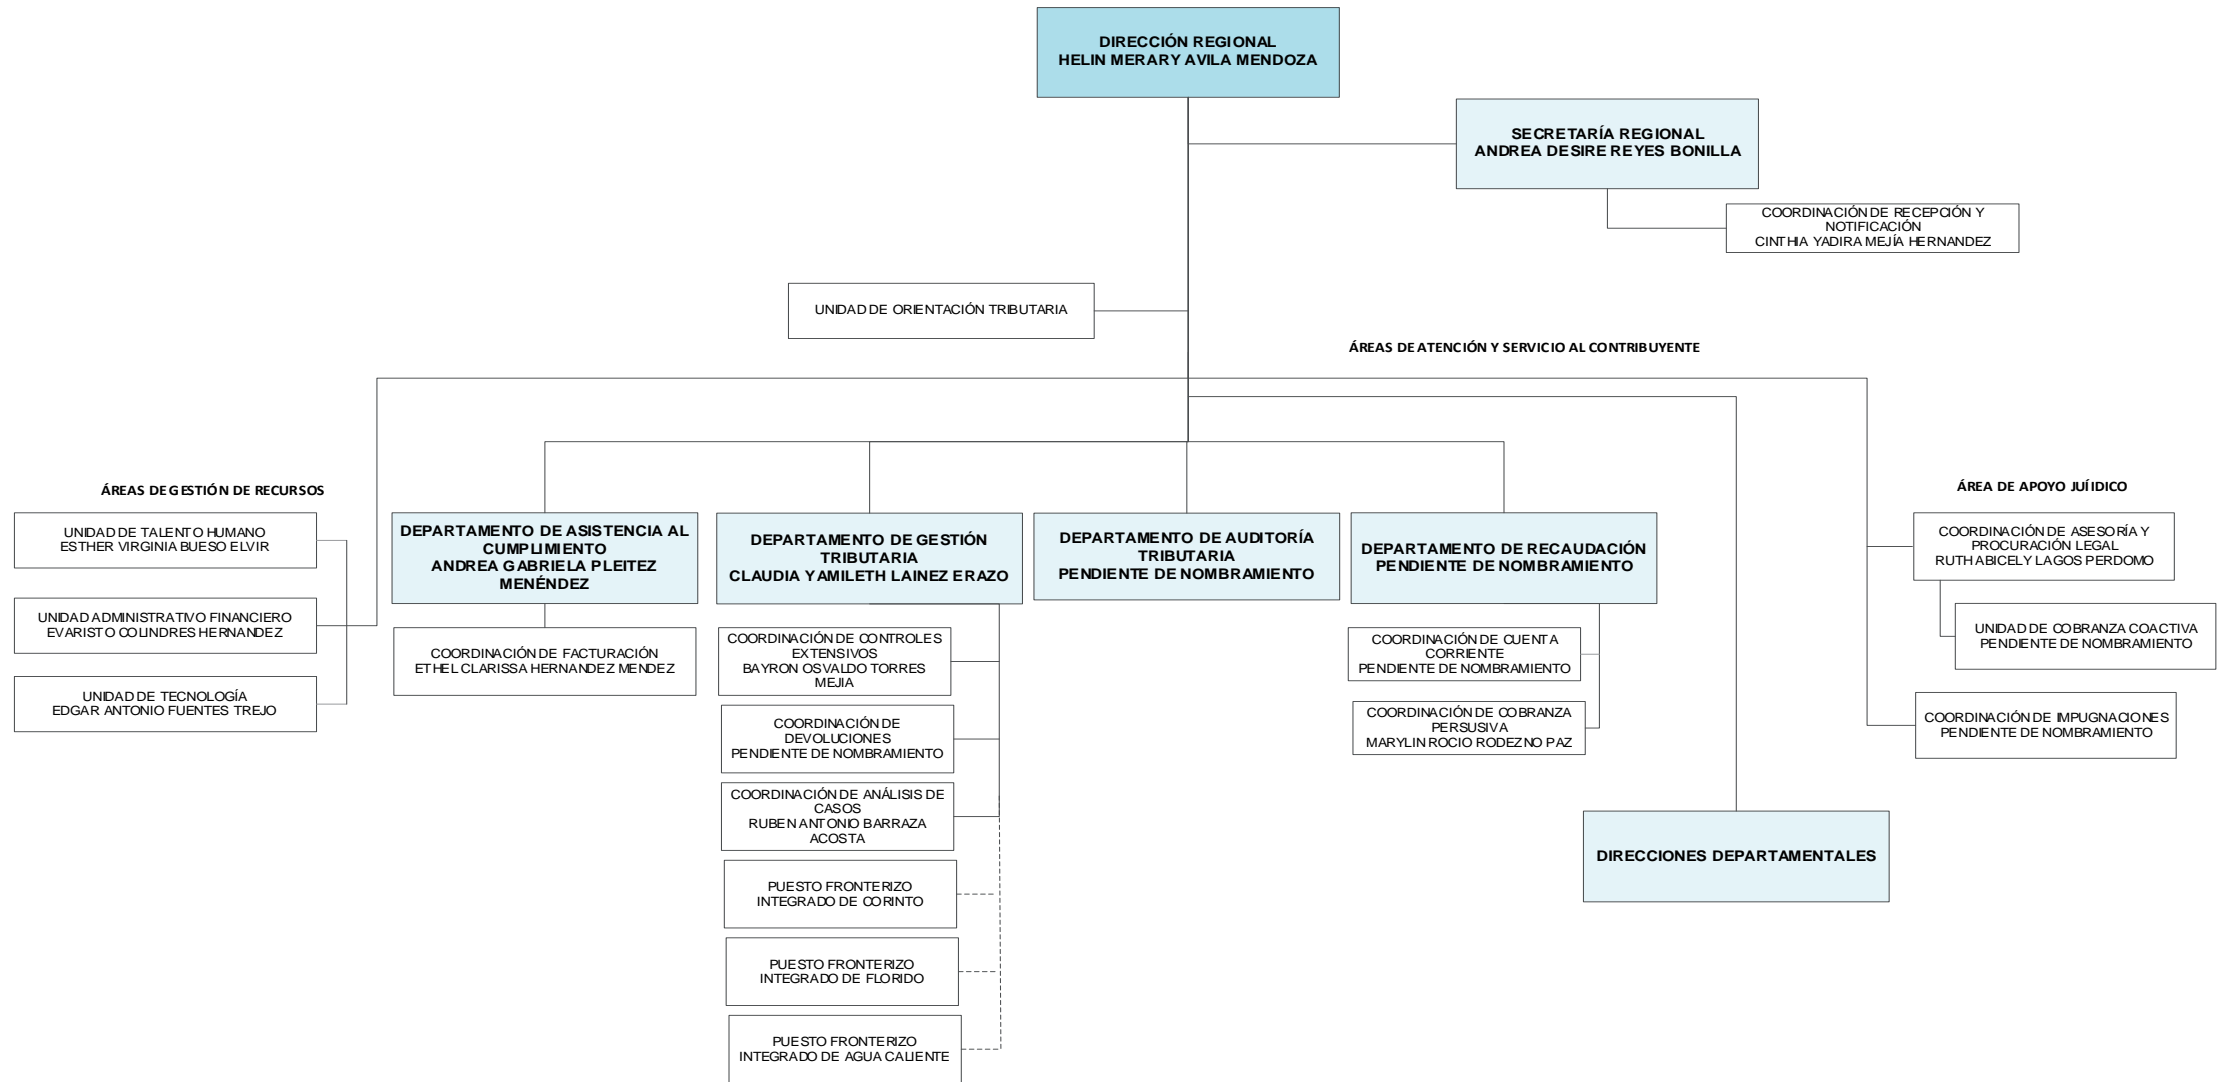 DIRECCIÓN REGIONAL
HELIN MERARY AVILA MENDOZA
SECRETARÍA REGIONAL
ANDREA DESIRE REYES BONILLA
COORDINACIÓN DE RECEPCIÓN Y
NOTIFICACIÓN
CINTHIA YADIRA MEJÍA HERNANDEZ
UNIDAD DE ORIENTACIÓN TRIBUTARIA
ÁREAS DE ATENCIÓN Y SERVICIO AL CONTRIBUYENTE
ÁREAS DE GESTIÓN DE RECURSOS
UNIDAD DE TALENTO HUMANO
ESTHER VIRGINIA BUESO ELVIR
UNIDAD ADMINISTRATIVO FINANCIERO
EVARISTO COLINDRES HERNANDEZ
UNIDAD DE TECNOLOGÍA
EDGAR ANTONIO FUENTES TREJO
DEPARTAMENTO DE ASISTENCIA AL
CUMPLIMIENTO
ANDREA GABRIELA PLEITEZ
MENÉNDEZ
COORDINACIÓN DE FACTURACIÓN
ETHEL CLARISSA HERNANDEZ MENDEZ
DEPARTAMENTO DE GESTIÓN
TRIBUTARIA
CLAUDIA YAMILETH LAINEZ ERAZO
COORDINACIÓN DE CONTROLES
EXTENSIVOS
BAYRON OSVALDO TORRES
MEJIA
COORDINACIÓN DE
DEVOLUCIONES
PENDIENTE DE NOMBRAMIENTO
COORDINACIÓN DE ANÁLISIS DE
CASOS
RUBEN ANTONIO BARRAZA
ACOSTA
PUESTO FRONTERIZO
INTEGRADO DE CORINTO
PUESTO FRONTERIZO
INTEGRADO DE FLORIDO
PUESTO FRONTERIZO
INTEGRADO DE AGUA CALIENTE
DEPARTAMENTO DE AUDITORÍA
TRIBUTARIA
PENDIENTE DE NOMBRAMIENTO
DEPARTAMENTO DE RECAUDACIÓN
PENDIENTE DE NOMBRAMIENTO
COORDINACIÓN DE CUENTA
CORRIENTE
PENDIENTE DE NOMBRAMIENTO
COORDINACIÓN DE COBRANZA
PERSUSIVA
MARYLIN ROCIO RODEZNO PAZ
DIRECCIONES DEPARTAMENTALES
ÁREA DE APOYO JUÍIDICO
COORDINACIÓN DE ASESORÍA Y
PROCURACIÓN LEGAL
RUTH ABICELY LAGOS PERDOMO
UNIDAD DE COBRANZA COACTIVA
PENDIENTE DE NOMBRAMIENTO
COORDINACIÓN DE IMPUGNACIONES
PENDIENTE DE NOMBRAMIENTO